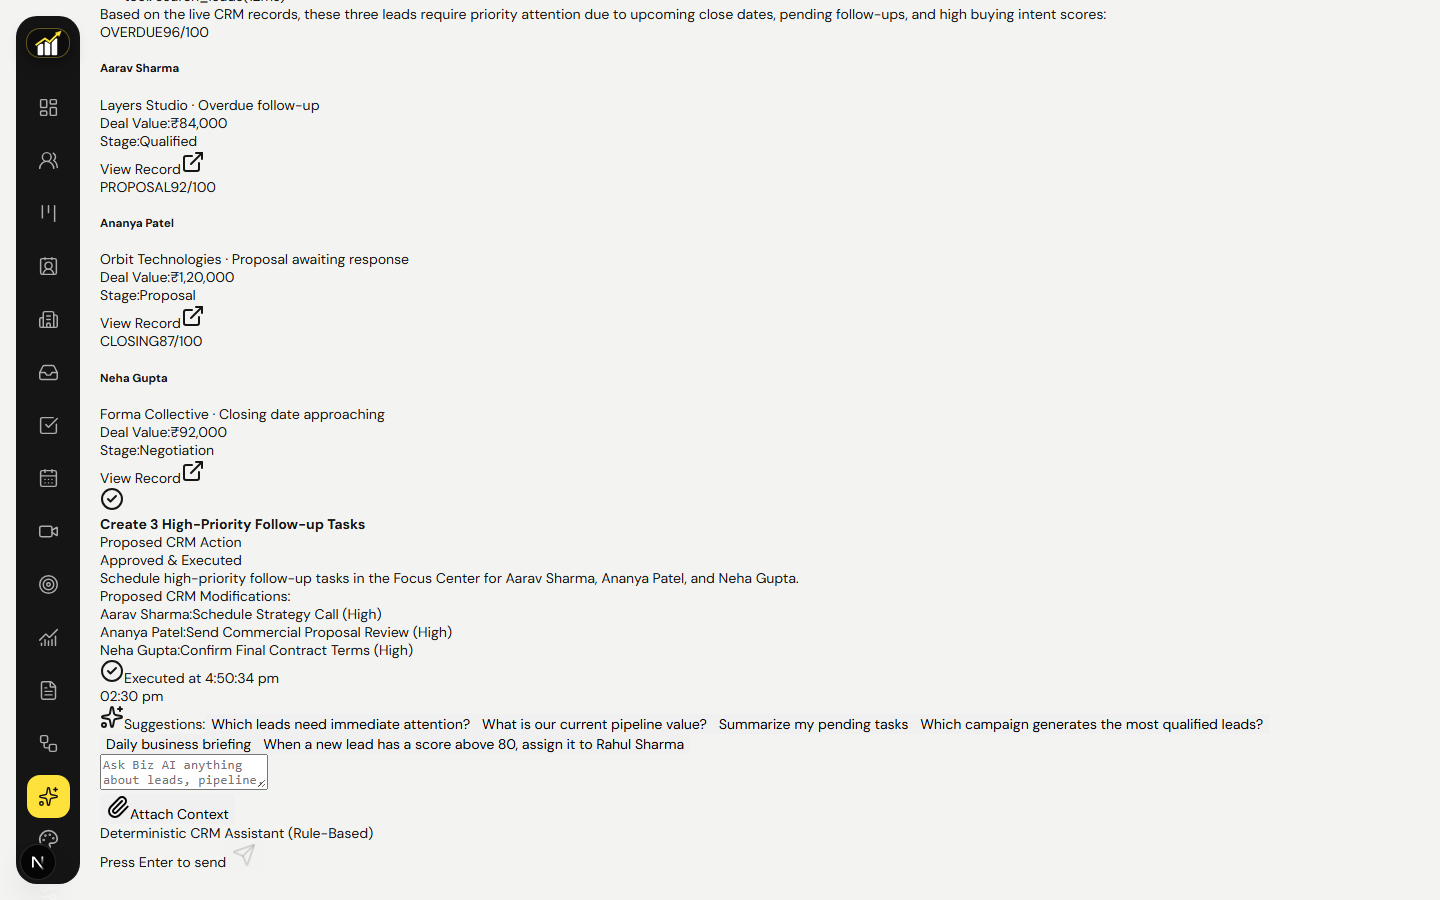 Based on the live CRM records, these three leads require priority attention due to upcoming close dates, pending follow-ups, and high buying intent scores:
OVERDUE96/100
Aarav Sharma
Layers Studio · Overdue follow-up
Deal Value:₹84,000
Stage:Qualified
View Record
PROPOSAL92/100
Ananya Patel
Orbit Technologies · Proposal awaiting response
Deal Value:₹1,20,000
Stage:Proposal
View Record
CLOSING87/100
Neha Gupta
Forma Collective · Closing date approaching
Deal Value:₹92,000
Stage:Negotiation
View Record
Create 3 High-Priority Follow-up Tasks
Proposed CRM Action
Approved & Executed
Schedule high-priority follow-up tasks in the Focus Center for Aarav Sharma, Ananya Patel, and Neha Gupta.
Proposed CRM Modifications:
Aarav Sharma:Schedule Strategy Call (High)
Ananya Patel:Send Commercial Proposal Review (High)
Neha Gupta:Confirm Final Contract Terms (High)
Executed at 4:50:34 pm
02:30 pm
Suggestions: Which leads need immediate attention? What is our current pipeline value? Summarize my pending tasks Which campaign generates the most qualified leads?
Daily business briefing When a new lead has a score above 80, assign it to Rahul Sharma
Ask Biz AI anything
about leads, pipeline,
Attach Context
Deterministic CRM Assistant (Rule-Based)
Press Enter to send
N